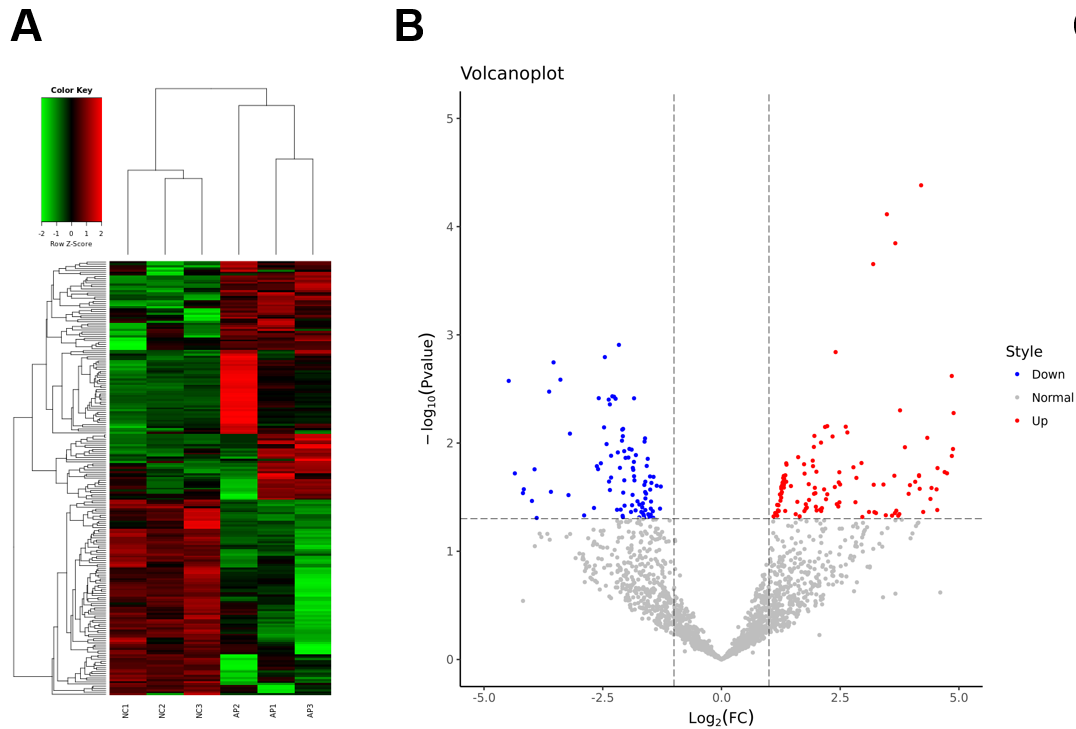 A
B
Color Key
-2 -1 0 1 2
Row Z-Score
NC1 NC2 NC3 AP2 AP1 AP3
Volcanoplot
5
4
3
2
1
0
−log10(Pvalue)
-5.0 -2.5 0.0 2.5 5.0
Log2(FC)
Style
Down
Normal
Up